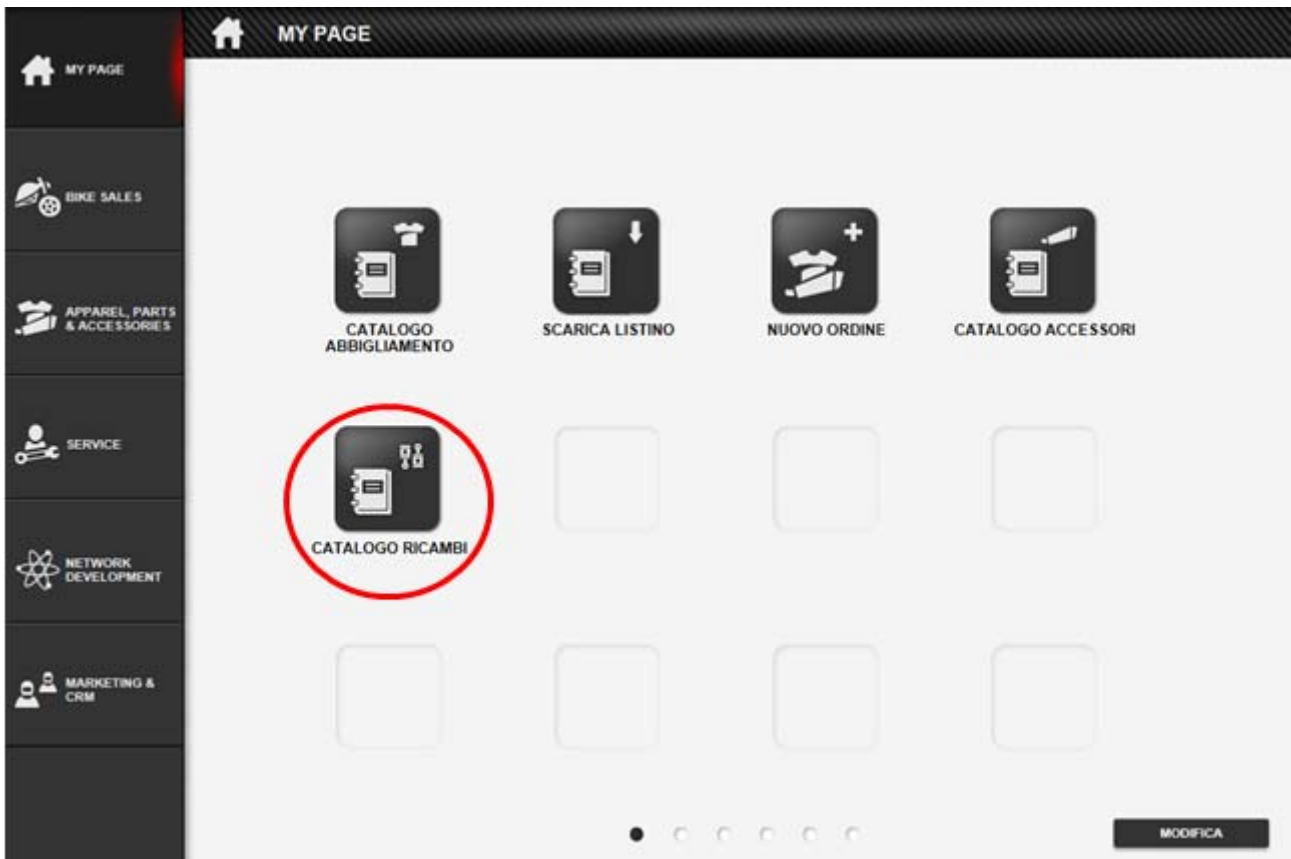 MY PAGE
MY PAGE
BIKE SALES
APPAREL, PARTS
& ACCESSORIES
SERVICE
NETWORK
DEVELOPMENT
MARKETING &
CRM
CATALOGO
ABBIGLIAMENTO
SCARICA LISTINO
NUOVO ORDINE
CATALOGO ACCESSORI
CATALOGO RICAMBI
MODIFICA